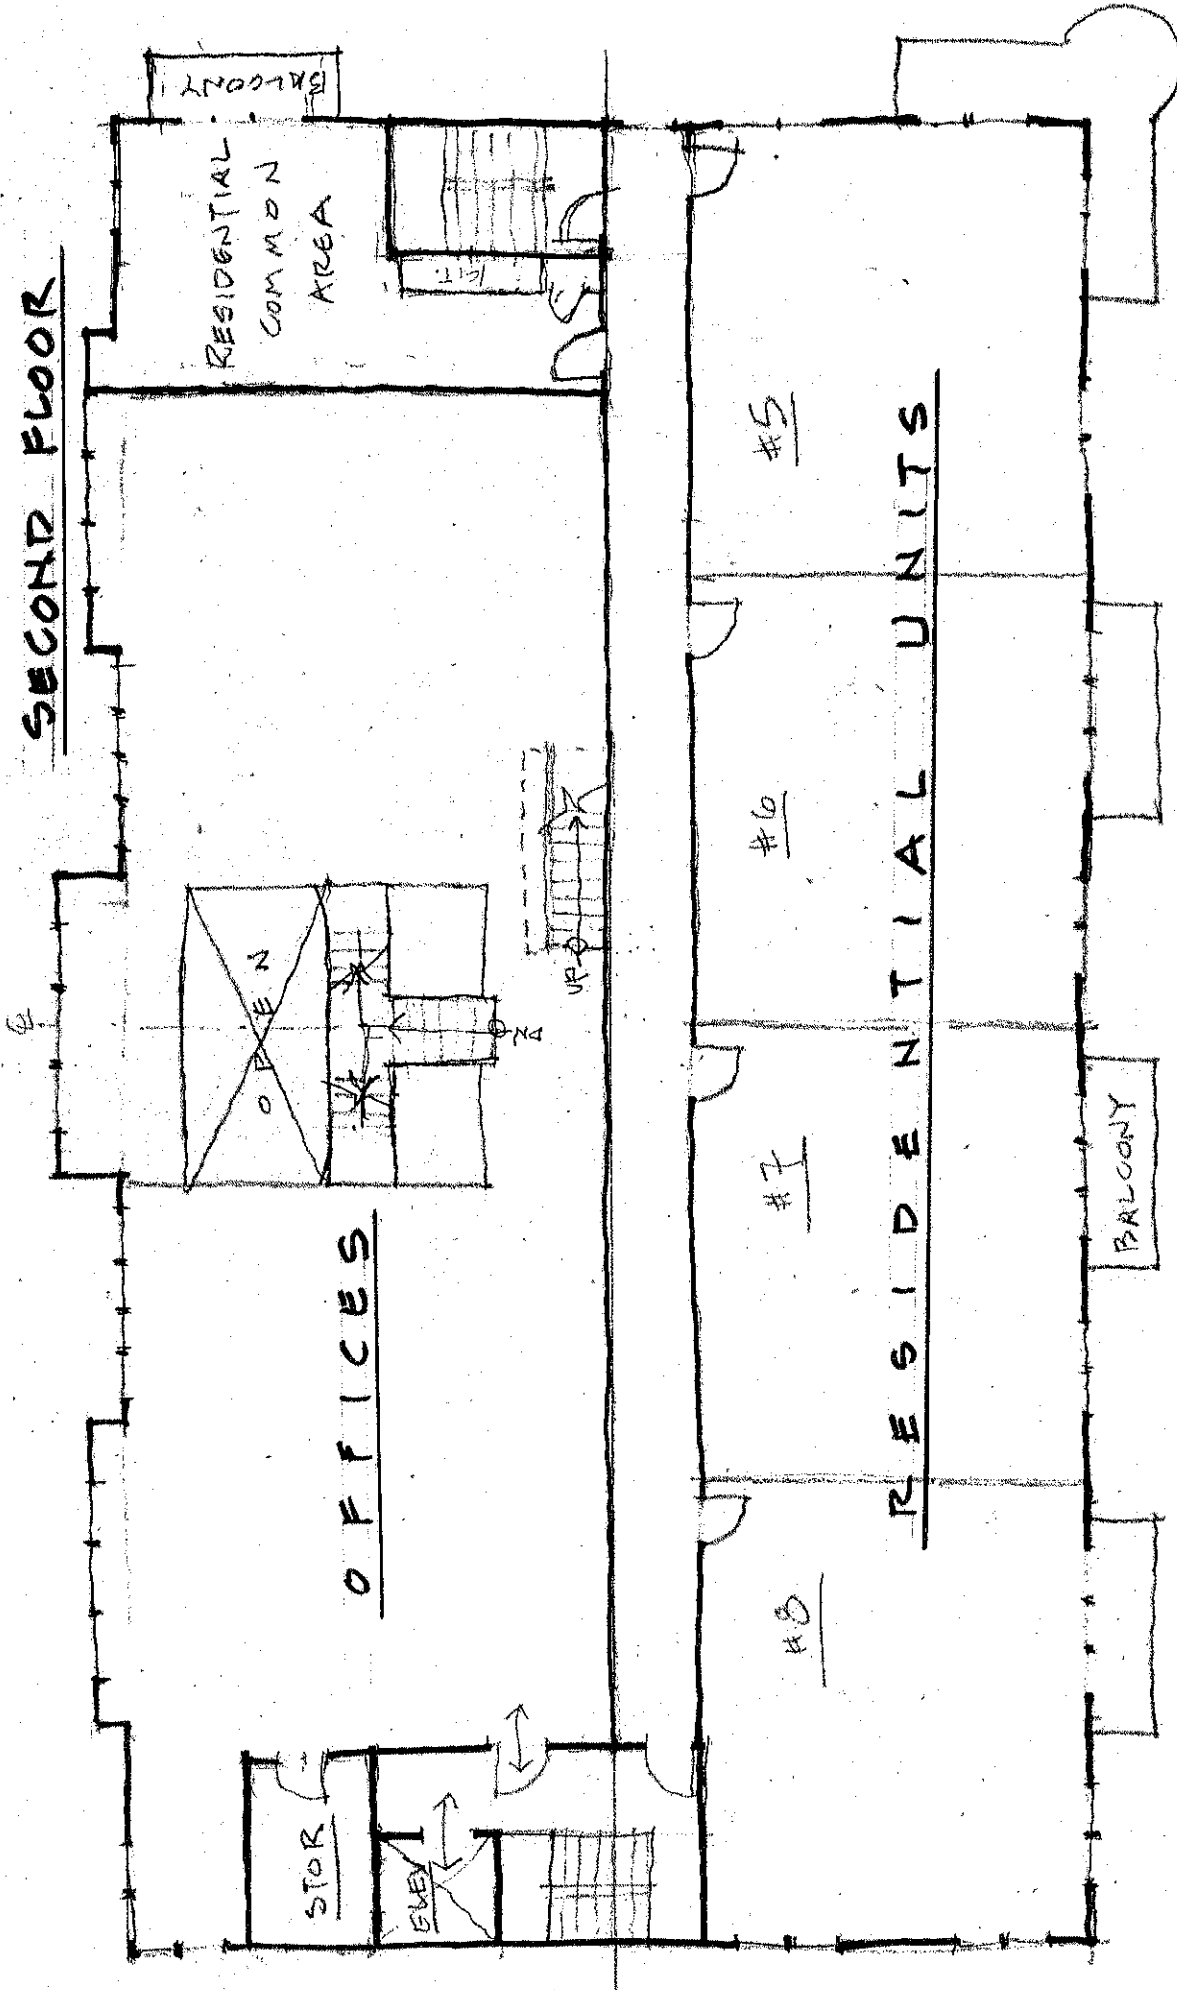 SECOND FLOOR
BALCONY
RESIDENTIAL
COMMON
AREA
KIT.
#5
#6
#7
#8
RESIDENTIAL UNITS
OPEN
UP
DN
OFFICES
STOR
ELEV
BALCONY